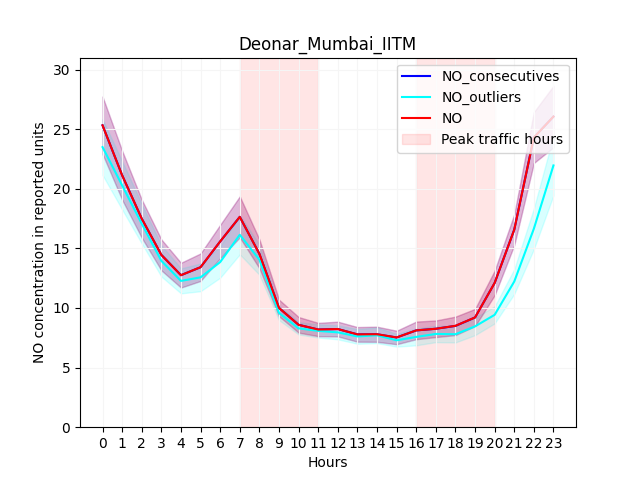 Deonar_Mumbai_IITM
NO concentration in reported units
30
25
20
15
10
5
0
NO_consecutives
NO_outliers
NO
Peak traffic hours
0 1 2 3 4 5 6 7 8 9 10 11 12 13 14 15 16 17 18 19 20 21 22 23
Hours